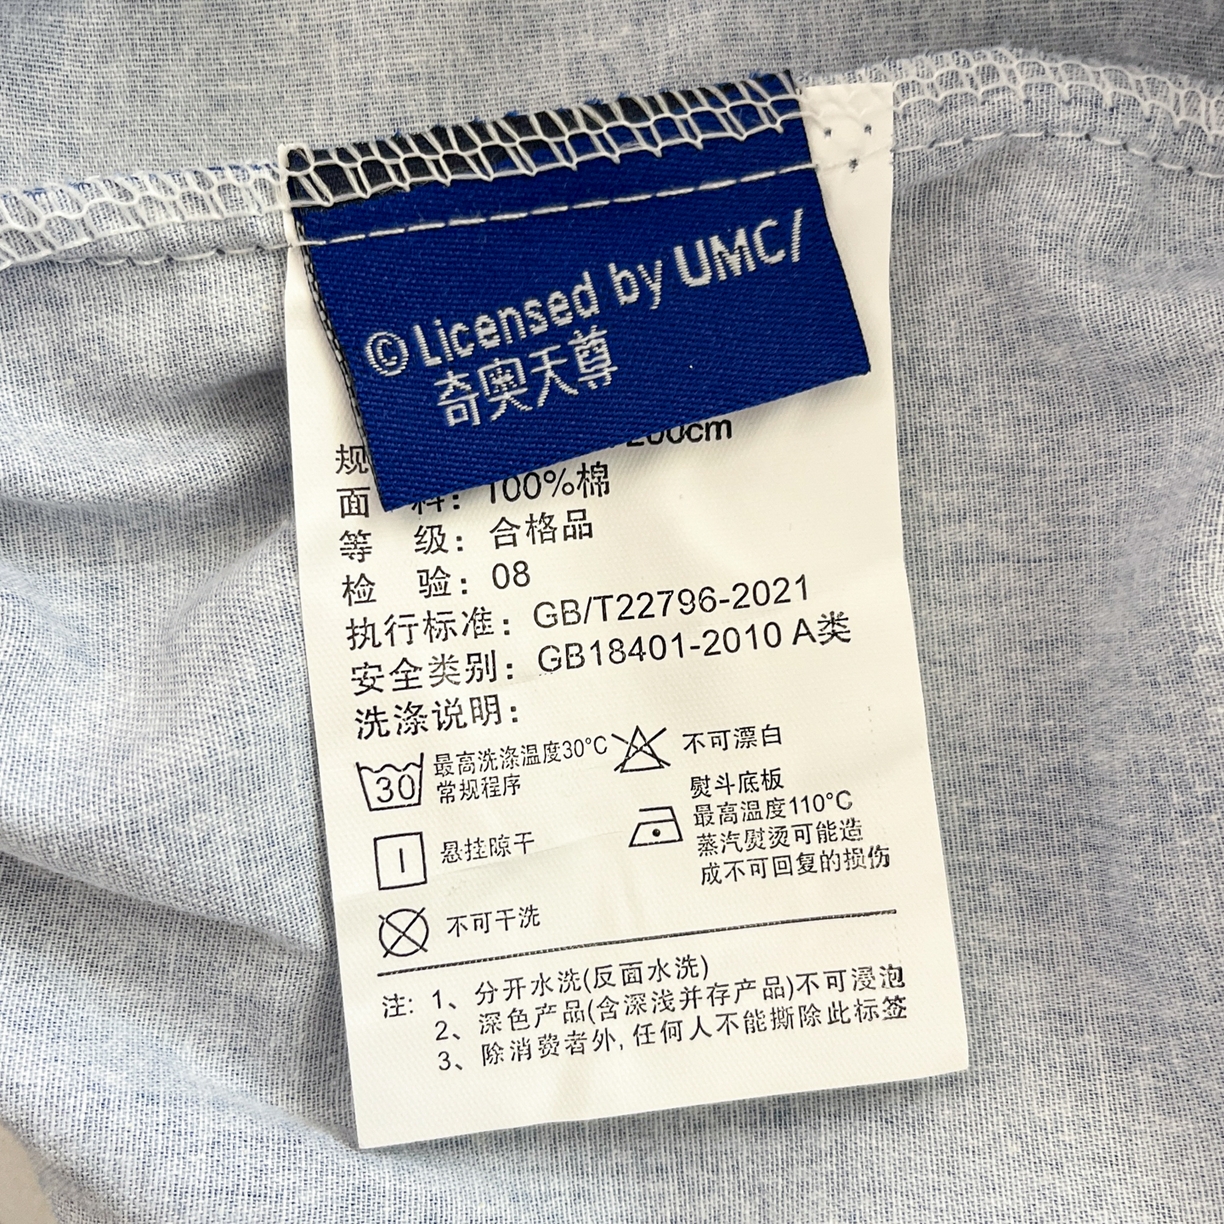 ©Licensed by UMC/
奇奥天尊
规
200cm
面 料：100%棉
等 级：合格品
检 验：08
执行标准：GB/T22796-2021
安全类别：GB18401-2010 A类
洗涤说明：
30 最高洗涤温度30°C
常规程序
不可漂白
悬挂晾干
熨斗底板
最高温度110°C
蒸汽熨烫可能造
成不可回复的损伤
不可干洗
注：1、分开水洗(反面水洗)
2、深色产品(含深浅并存产品)不可浸泡
3、除消费者外,任何人不能撕除此标签